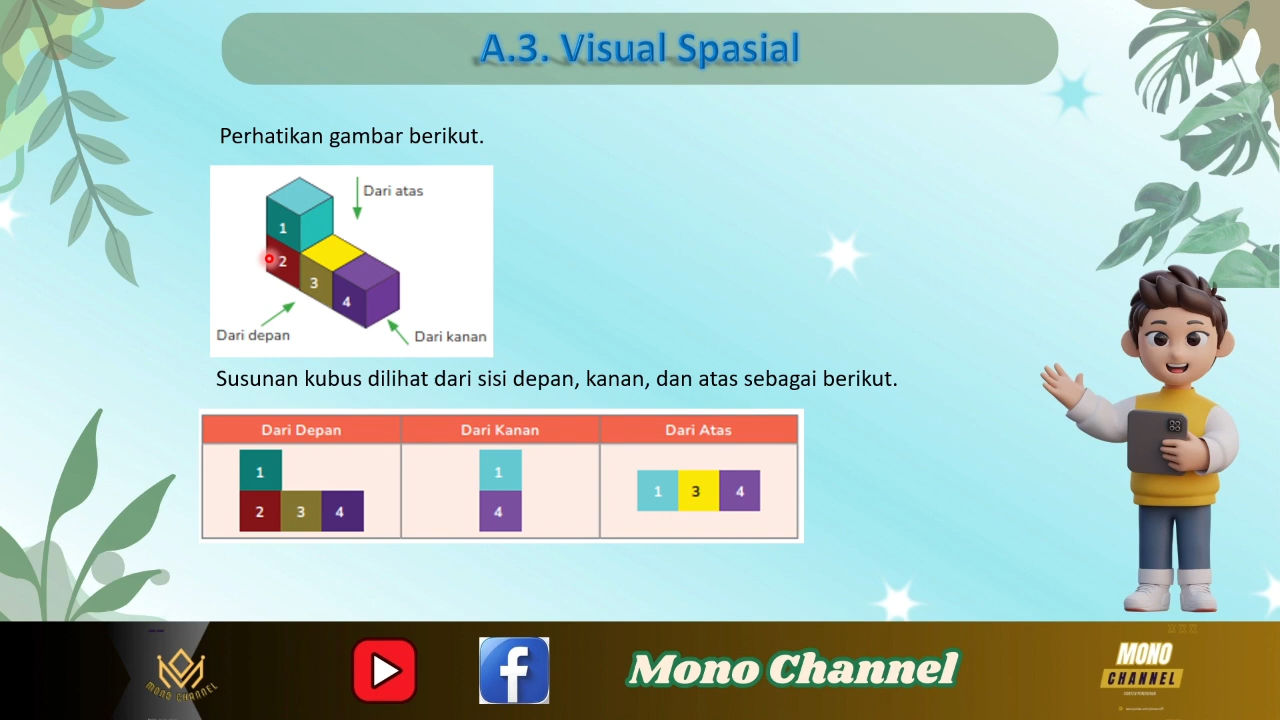 A.3. Visual Spasial
Perhatikan gambar berikut.
Dari atas
1
2
3
4
Dari depan
Dari kanan
Susunan kubus dilihat dari sisi depan, kanan, dan atas sebagai berikut.
Dari Depan Dari Kanan Dari Atas
1
2 3 4
1
4
1 3 4
MONO CHANNEL
Mono Channel
MONO
CHANNEL